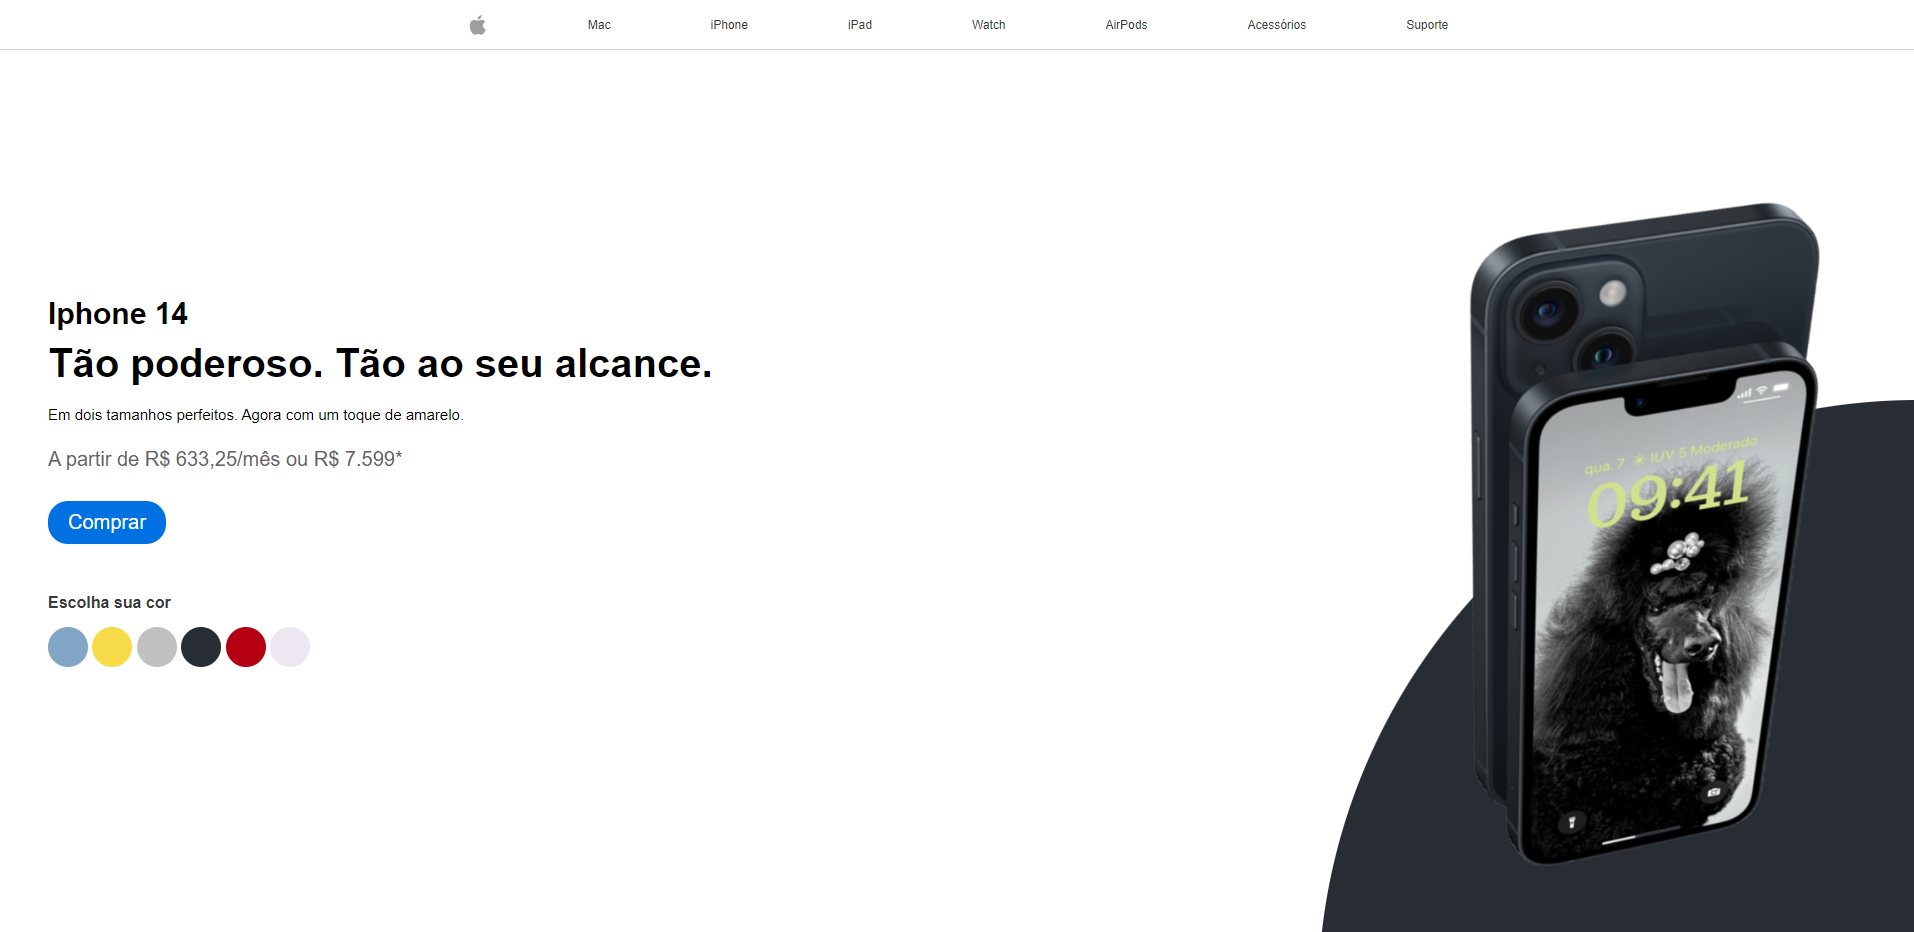 Mac iPhone iPad Watch AirPods Acessórios Suporte
Iphone 14
Tão poderoso. Tão ao seu alcance.
Em dois tamanhos perfeitos. Agora com um toque de amarelo.
A partir de R$ 633,25/mês ou R$ 7.599*
Comprar
Escolha sua cor
qua. 7 IUV 5 Moderado
09:41